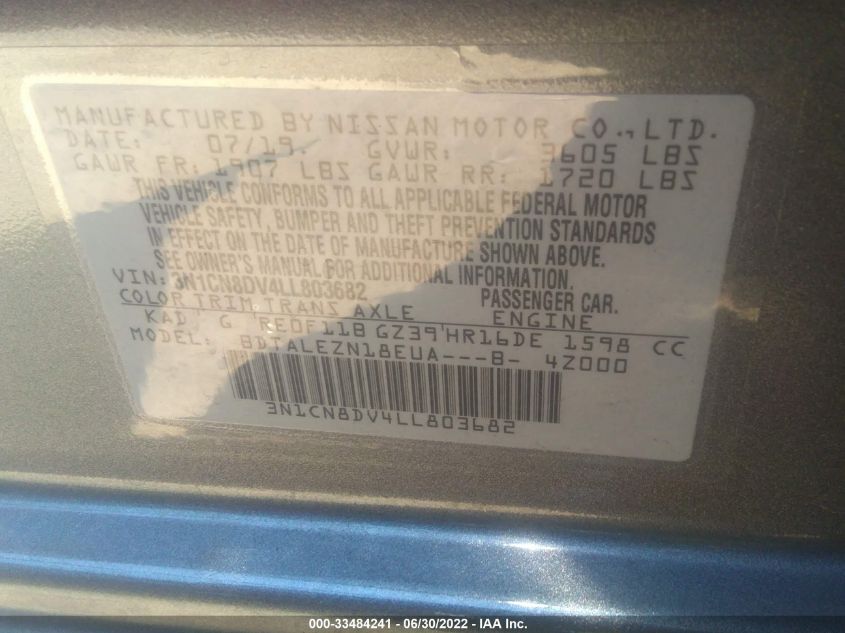 MANUFACTURED BY NISSAN MOTOR CO., LTD.
DATE: 07/19. GVWR: 3605 LBS
GAWR FR: 1907 LBS GAWR RR: 1720 LBS
THIS VEHICLE CONFORMS TO ALL APPLICABLE FEDERAL MOTOR
VEHICLE SAFETY, BUMPER AND THEFT PREVENTION STANDARDS
IN EFFECT ON THE DATE OF MANUFACTURE SHOWN ABOVE.
SEE OWNER'S MANUAL FOR ADDITIONAL INFORMATION.
VIN: 3N1CN8DV4LL803682 PASSENGER CAR.
COLOR TRIM TRANS AXLE ENGINE
KAD G RE0F11B GZ39 HR16DE 1598 CC
MODEL: BDTALEZN18EUA---B- 4Z000
3N1CN8DV4LL803682
000-33484241 - 06/30/2022 - IAA Inc.